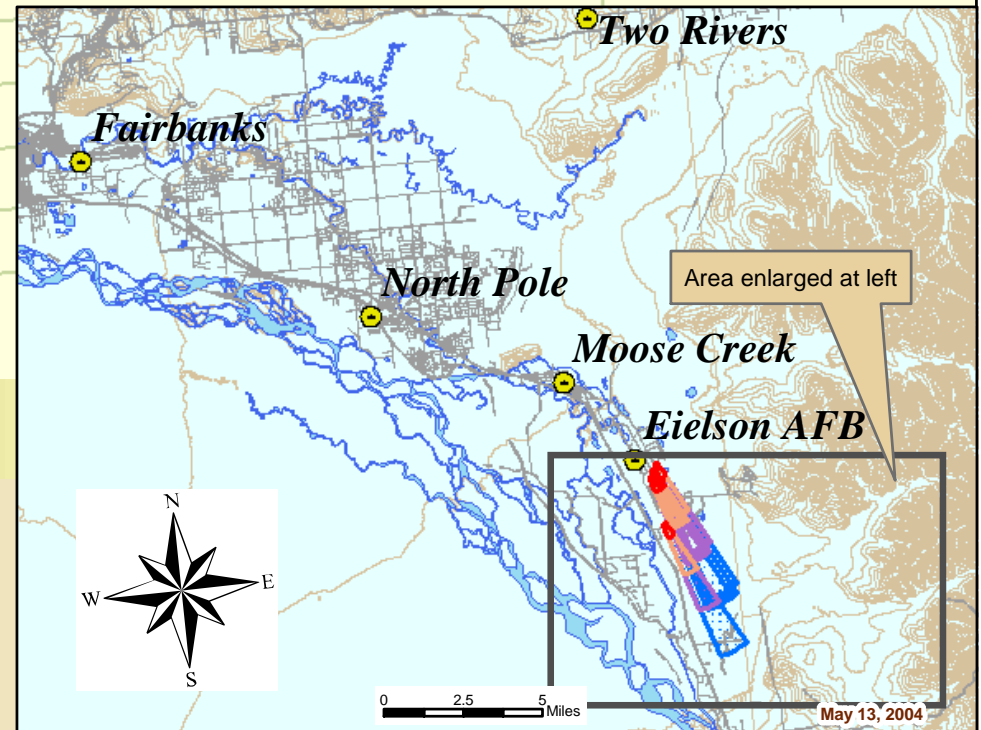 Two Rivers
Fairbanks
Area enlarged at left
North Pole
Moose Creek
Eielson AFB
N
W
E
S
0 2.5 5
Miles
May 13, 2004